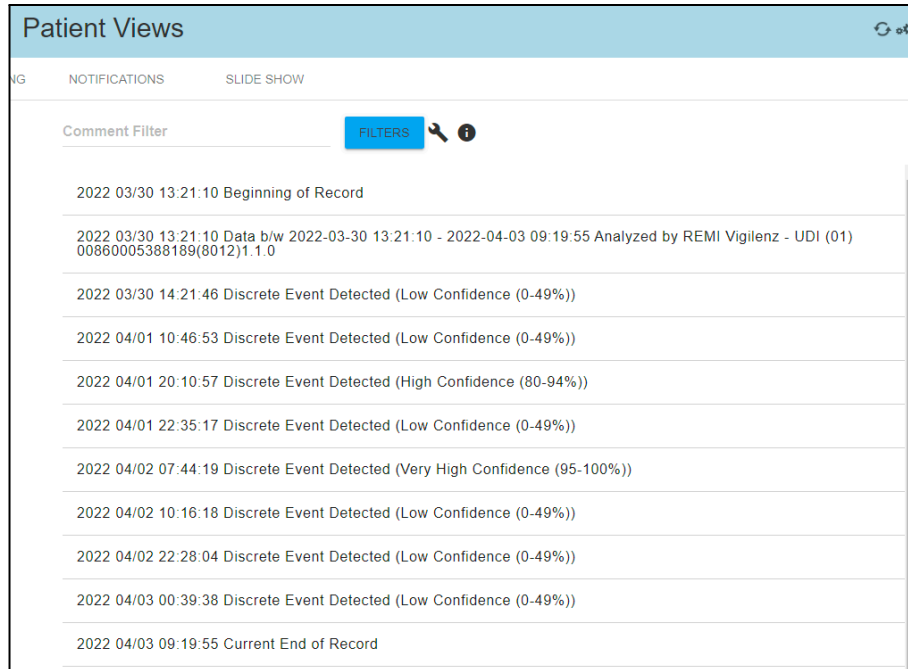 Patient Views
NG NOTIFICATIONS SLIDE SHOW
Comment Filter FILTERS
2022 03/30 13:21:10 Beginning of Record
2022 03/30 13:21:10 Data b/w 2022-03-30 13:21:10 - 2022-04-03 09:19:55 Analyzed by REMI Vigilenz - UDI (01)
00860005388189(8012)1.1.0
2022 03/30 14:21:46 Discrete Event Detected (Low Confidence (0-49%))
2022 04/01 10:46:53 Discrete Event Detected (Low Confidence (0-49%))
2022 04/01 20:10:57 Discrete Event Detected (High Confidence (80-94%))
2022 04/01 22:35:17 Discrete Event Detected (Low Confidence (0-49%))
2022 04/02 07:44:19 Discrete Event Detected (Very High Confidence (95-100%))
2022 04/02 10:16:18 Discrete Event Detected (Low Confidence (0-49%))
2022 04/02 22:28:04 Discrete Event Detected (Low Confidence (0-49%))
2022 04/03 00:39:38 Discrete Event Detected (Low Confidence (0-49%))
2022 04/03 09:19:55 Current End of Record